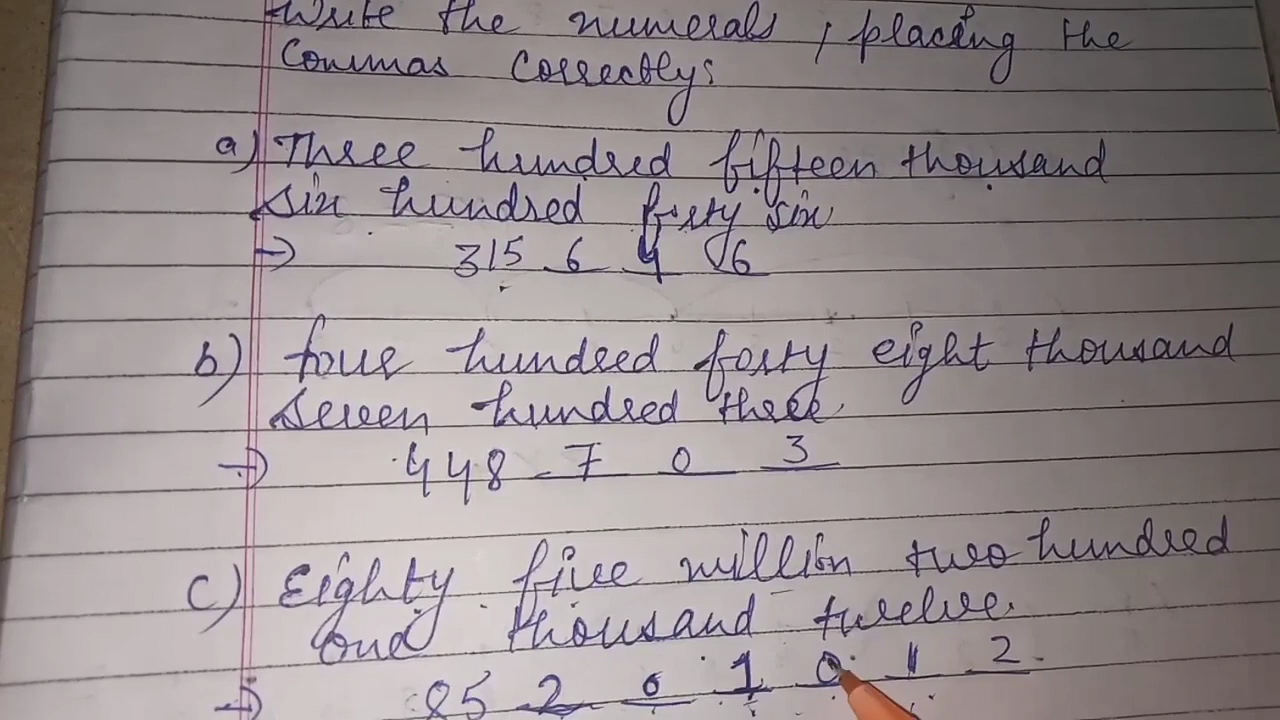 Write the numerals, placing the
Commas correctly:
a) Three hundred fifteen thousand
six hundred forty six
→ 315 6 4 6
b) four hundred forty eight thousand
seven hundred three.
→ 448 7 0 3
c) Eighty five million two hundred
one thousand twelve.
→ 85 2 0 1 0 1 2